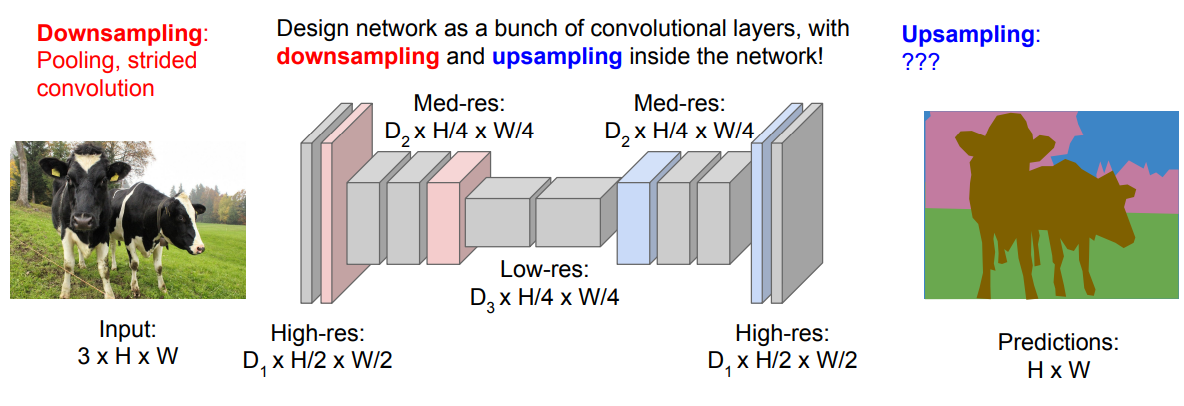 Downsampling:
Pooling, strided
convolution
Design network as a bunch of convolutional layers, with
downsampling and upsampling inside the network!
Upsampling:
???
Med-res:
D2 x H/4 x W/4
Med-res:
D2 x H/4 x W/4
Low-res:
D3 x H/4 x W/4
Input:
3 x H x W
High-res:
D1 x H/2 x W/2
High-res:
D1 x H/2 x W/2
Predictions:
H x W